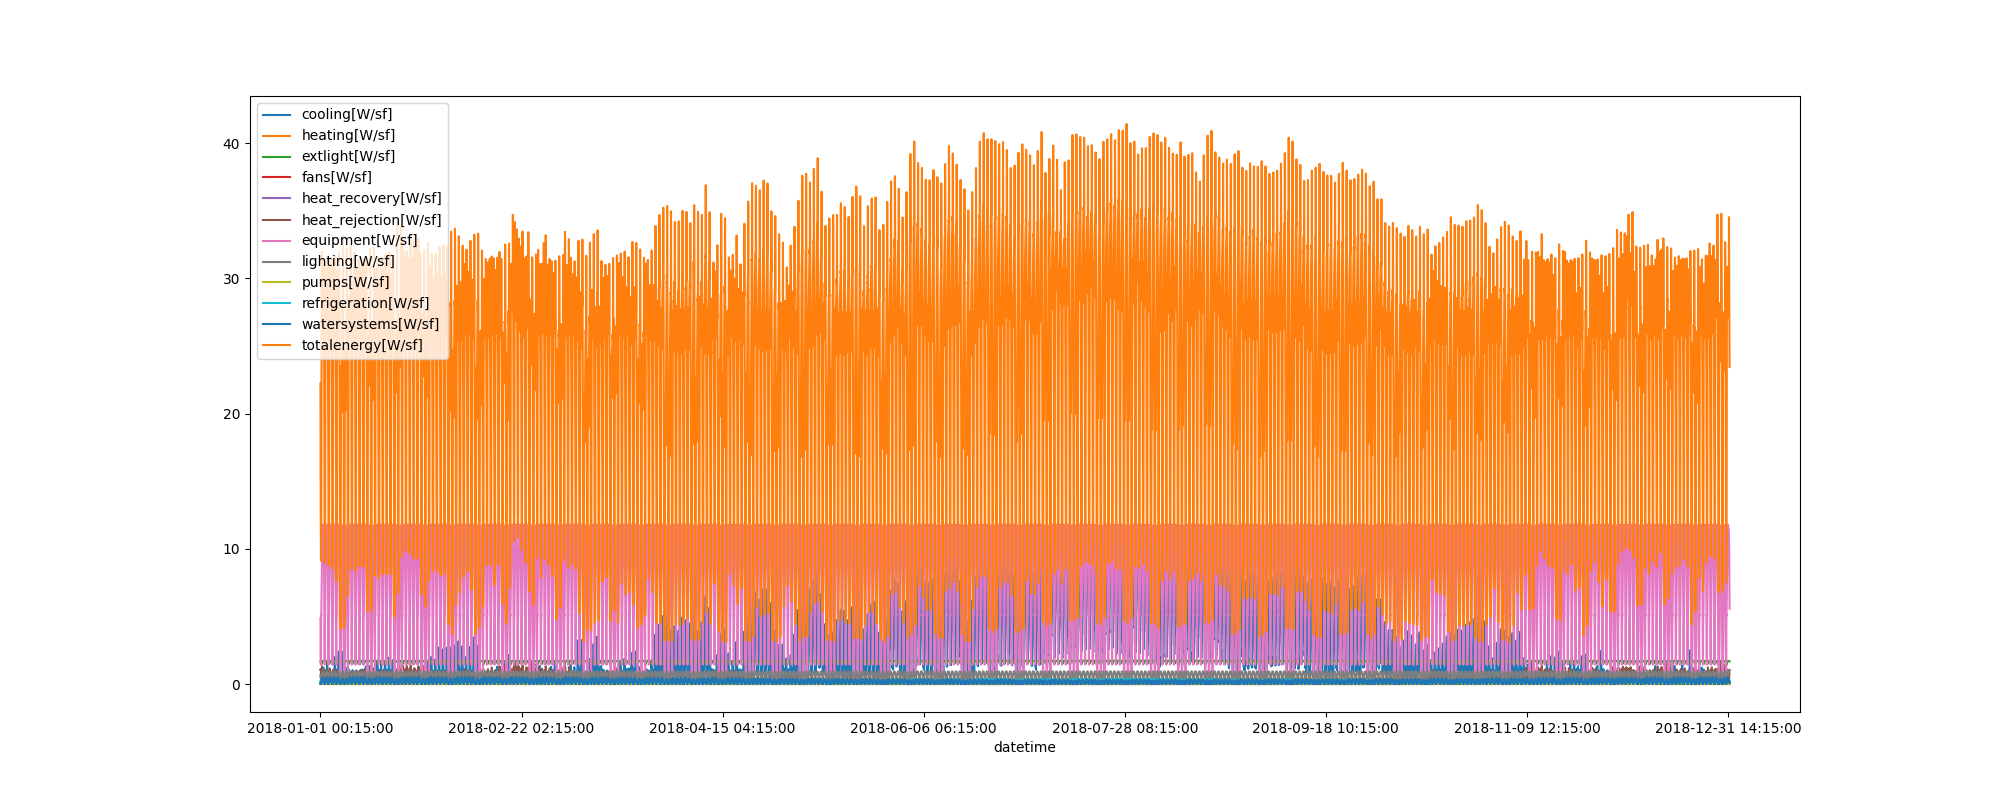 cooling[W/sf]
heating[W/sf]
extlight[W/sf]
fans[W/sf]
heat_recovery[W/sf]
heat_rejection[W/sf]
equipment[W/sf]
lighting[W/sf]
pumps[W/sf]
refrigeration[W/sf]
watersystems[W/sf]
totalenergy[W/sf]
40
30
20
10
0
2018-01-01 00:15:00 2018-02-22 02:15:00 2018-04-15 04:15:00 2018-06-06 06:15:00 2018-07-28 08:15:00 2018-09-18 10:15:00 2018-11-09 12:15:00 2018-12-31 14:15:00
datetime